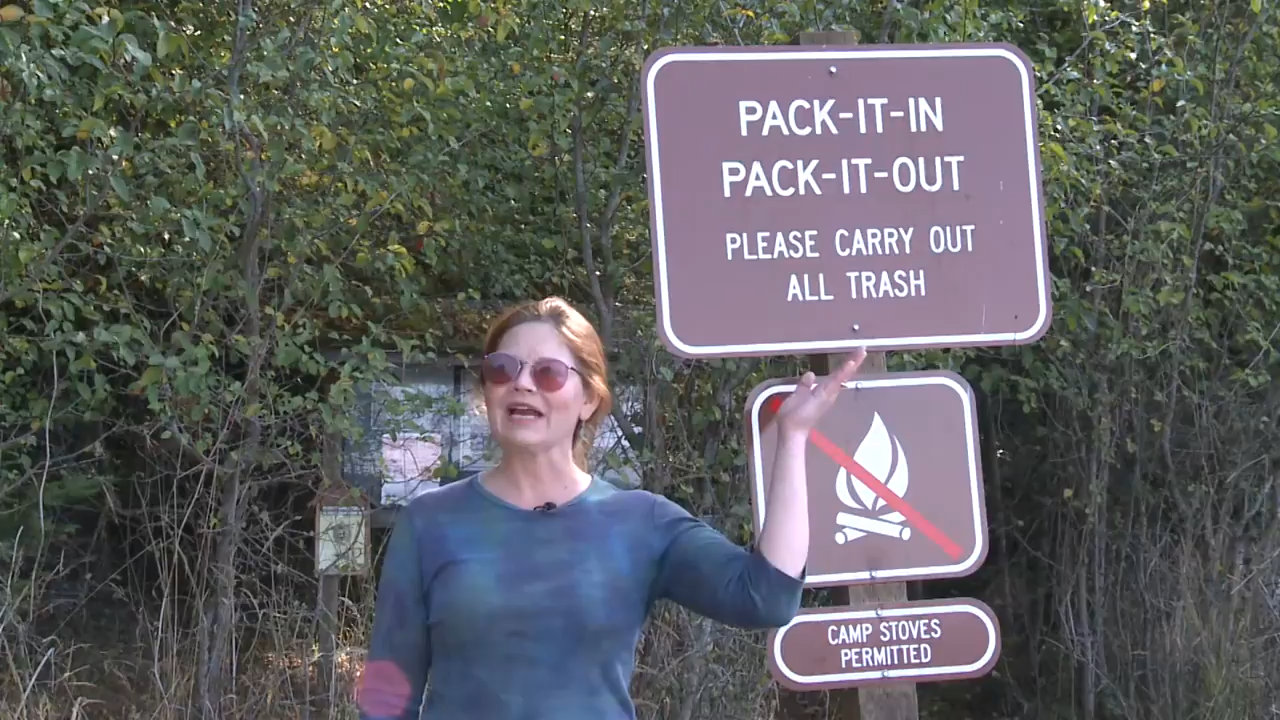 PACK-IT-IN
PACK-IT-OUT
PLEASE CARRY OUT
ALL TRASH
CAMP STOVES
PERMITTED